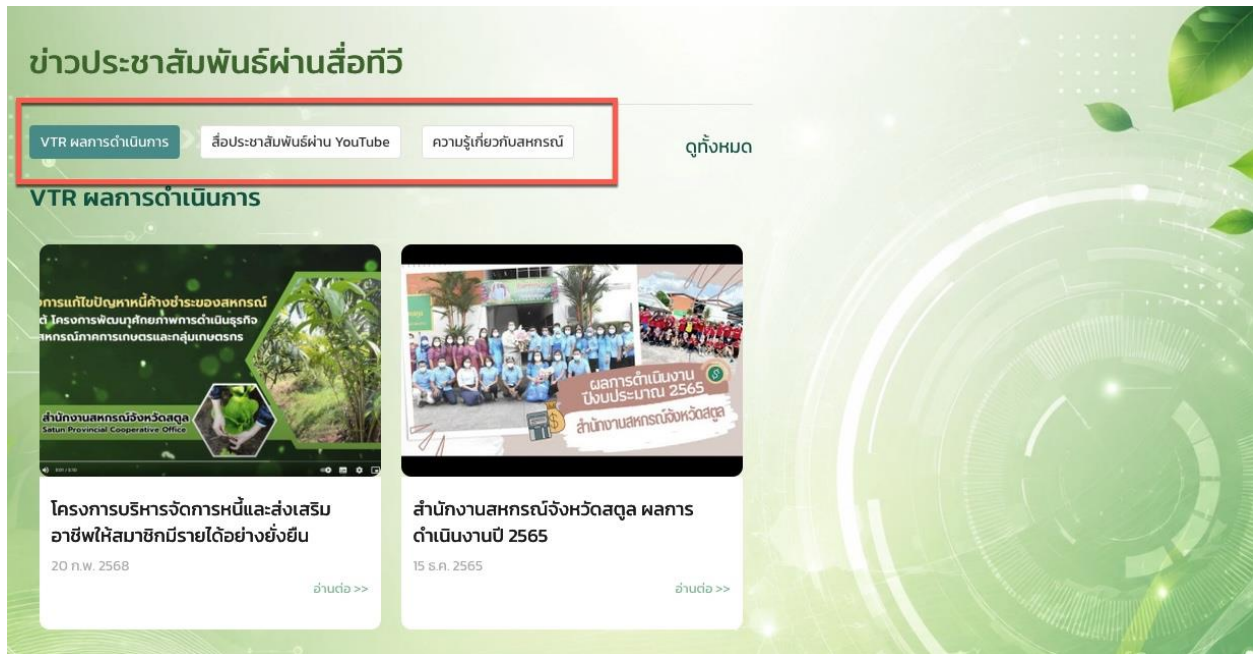 ข่าวประชาสัมพันธ์ผ่านสื่อทีวี
VTR ผลการดำเนินการ
สื่อประชาสัมพันธ์ผ่าน YouTube
ความรู้เกี่ยวกับสหกรณ์
ดูทั้งหมด
VTR ผลการดำเนินการ
การแก้ไขปัญหาหนี้ค้างชำระของสหกรณ์
โครงการพัฒนาศักยภาพการดำเนินธุรกิจ
สหกรณ์ภาคการเกษตรและกลุ่มเกษตรกร
สำนักงานสหกรณ์จังหวัดสตูล
Satun Provincial Cooperative Office
ผลการดำเนินงาน
ปีงบประมาณ 2565
สำนักงานสหกรณ์จังหวัดสตูล
โครงการบริหารจัดการหนี้และส่งเสริม
อาชีพให้สมาชิกมีรายได้อย่างยั่งยืน
20 ก.พ. 2568
อ่านต่อ >>
สำนักงานสหกรณ์จังหวัดสตูล ผลการ
ดำเนินงานปี 2565
15 ธ.ค. 2565
อ่านต่อ >>